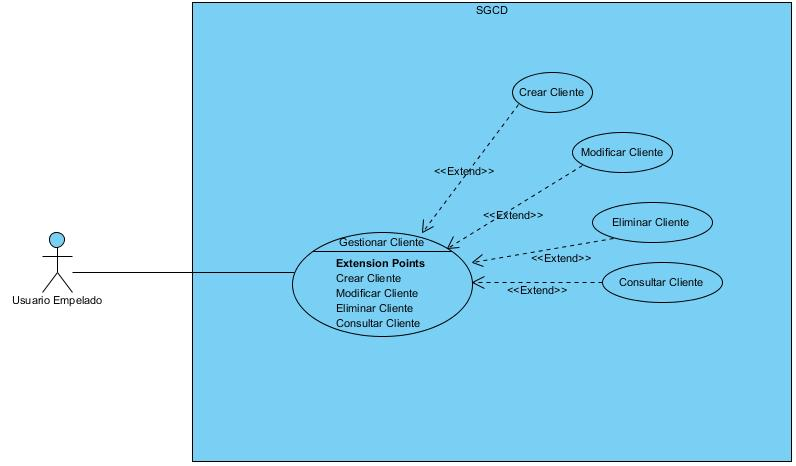 SGCD
Crear Cliente
<<Extend>>
Modificar Cliente
<<Extend>>
Eliminar Cliente
<<Extend>>
Consultar Cliente
<<Extend>>
Gestionar Cliente
Extension Points
Crear Cliente
Modificar Cliente
Eliminar Cliente
Consultar Cliente
Usuario Empelado